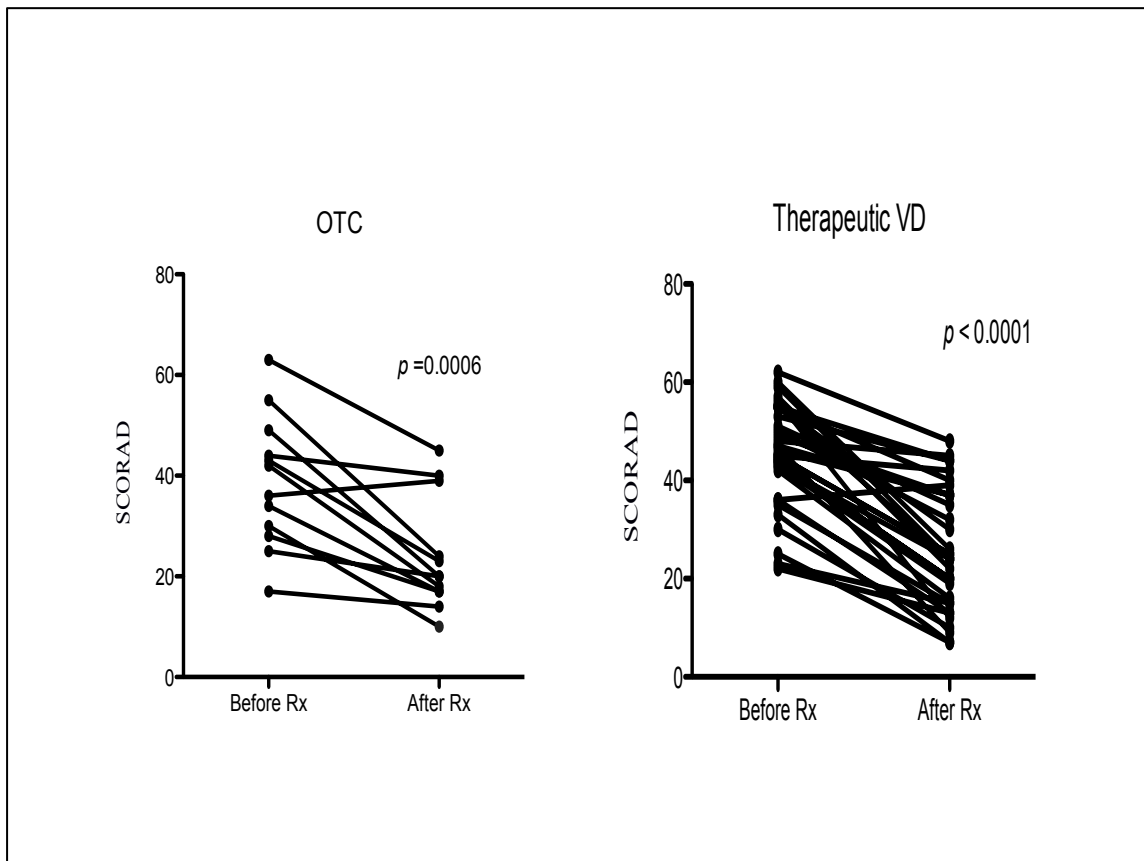 OTC
80
60
40
20
0
SCORAD
p =0.0006
Before Rx
After Rx
Therapeutic VD
80
60
40
20
0
SCORAD
p < 0.0001
Before Rx
After Rx